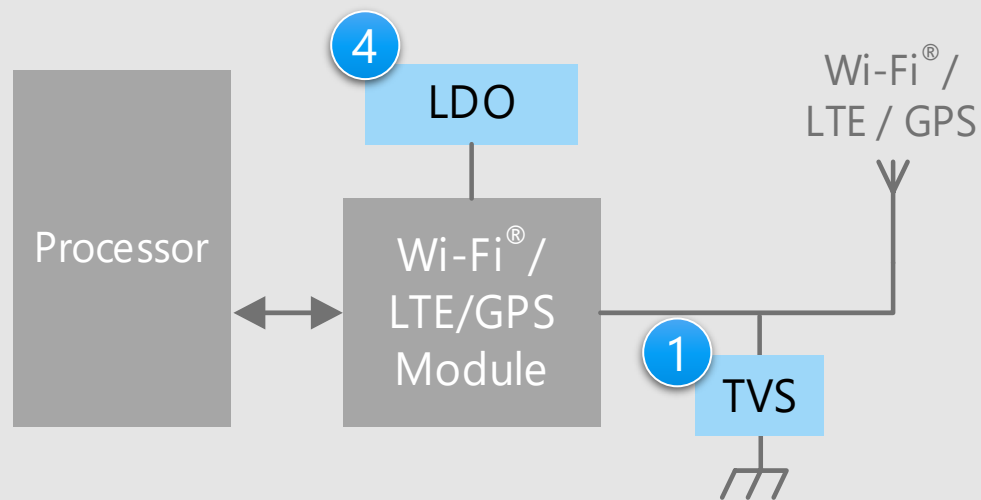 4
LDO
Wi-Fi®/
LTE / GPS
Processor
Wi-Fi®/
LTE/GPS
Module
1
TVS